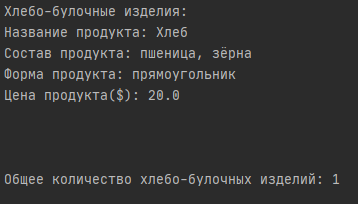 Хлебо-булочные изделия:
Название продукта: Хлеб
Состав продукта: пшеница, зёрна
Форма продукта: прямоугольник
Цена продукта($): 20.0
Общее количество хлебо-булочных изделий: 1